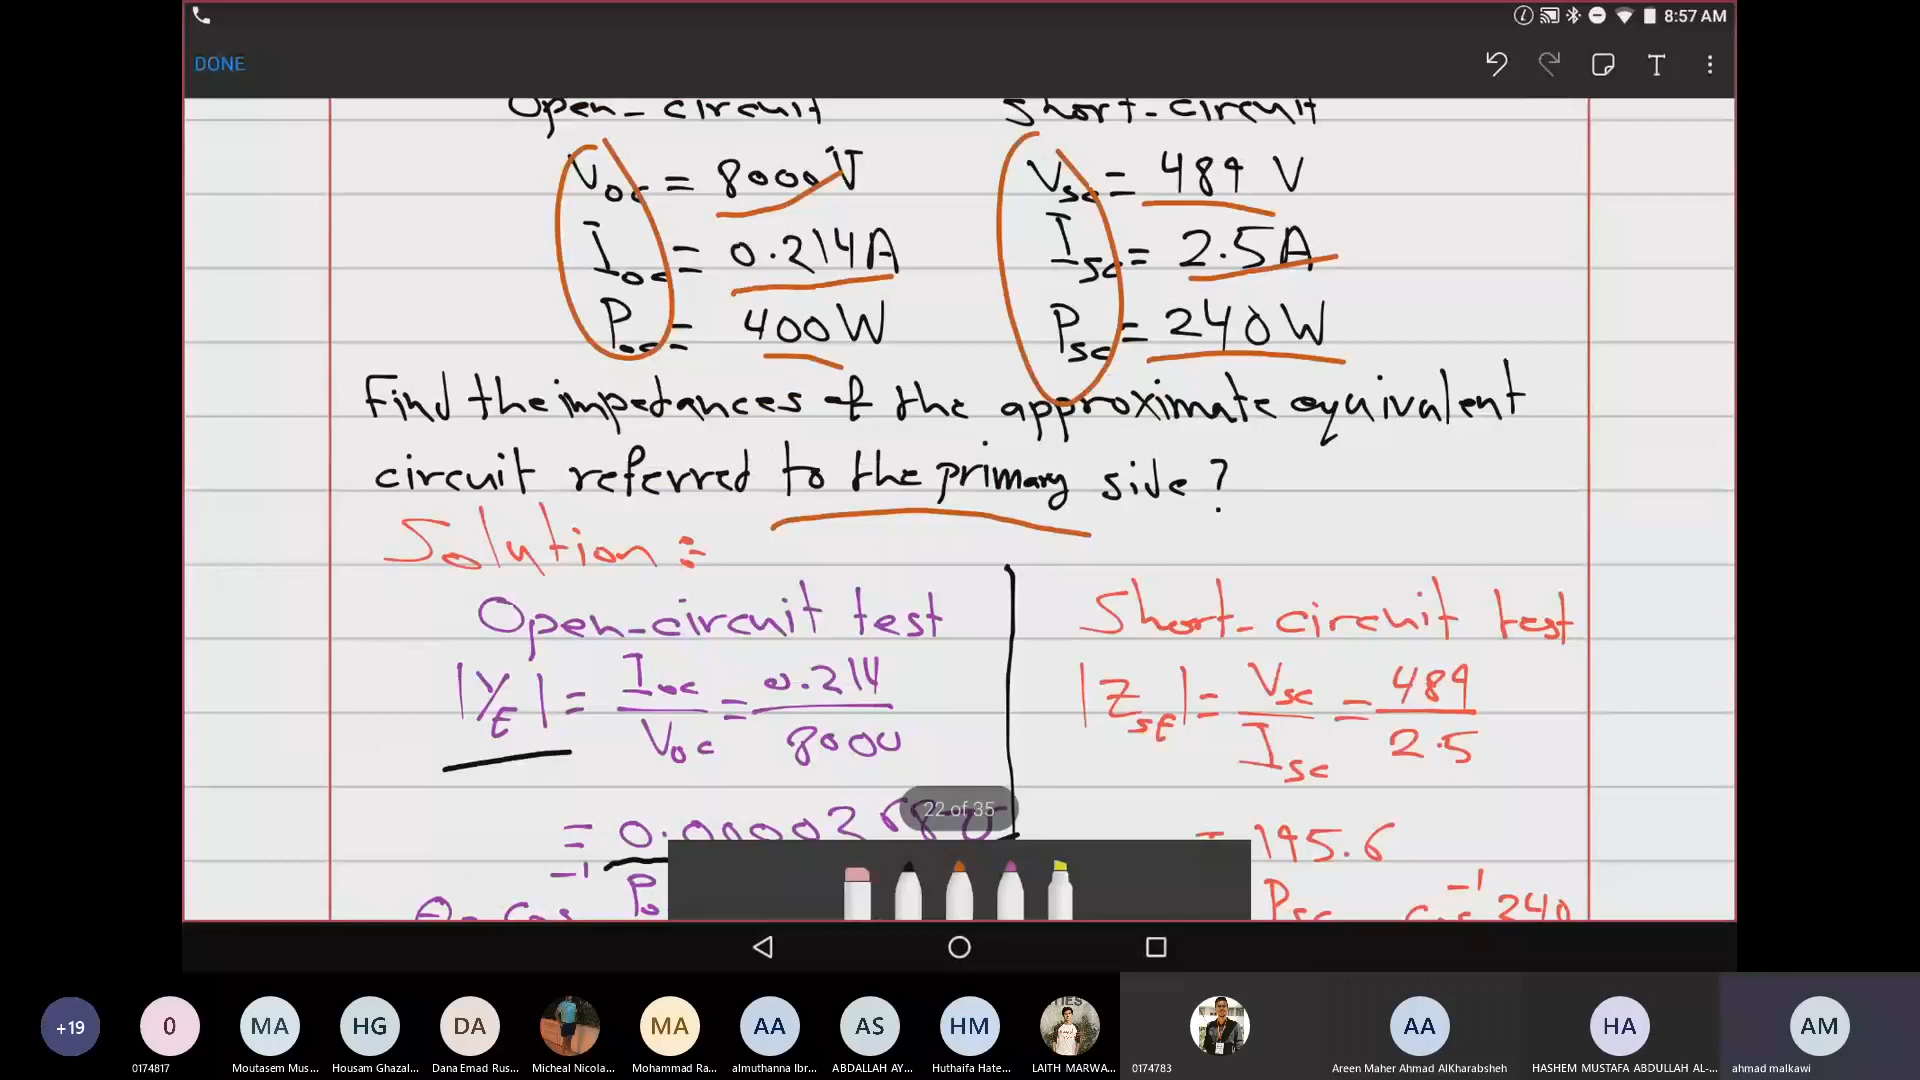 8:57 AM
DONE
Open-circuit Short-circuit
Voc = 8000V Vsc = 489 V
Ioc = 0.214A Isc = 2.5A
Poc = 400W Psc = 240W
Find the impedances of the approximate equivalent
circuit referred to the primary side?
Solution:
Open-circuit test Short-circuit test
|YE| = Ioc/Voc = 0.214/8000 |ZSE| = Vsc/Isc = 489/2.5
22 of 35
= 195.6
-1 -1
Psc 240
+19
0
MA
HG
DA
MA
AA
AS
HM
AA
HA
AM
0174817
Moutasem Mus...
Housam Ghazal...
Dana Emad Rus...
Micheal Nicola...
Mohammad Ra...
almuthanna Ibr...
ABDALLAH AY...
Huthaifa Hate...
LAITH MARWA...
0174783
Areen Maher Ahmad AlKharabsheh
HASHEM MUSTAFA ABDULLAH AL-...
ahmad malkawi